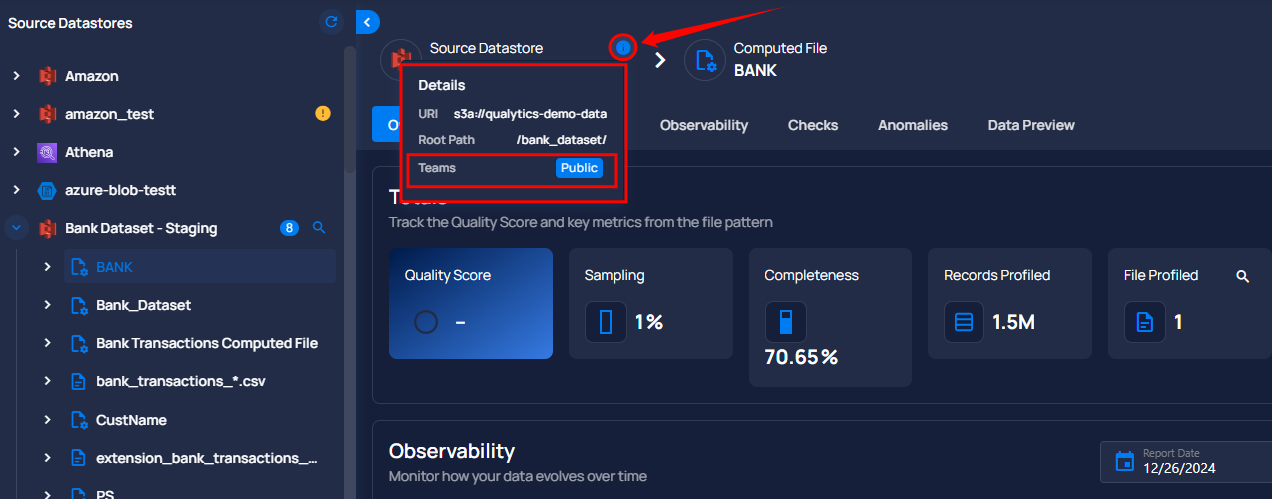 Source Datastores
Amazon
amazon_test
Athena
azure-blob-testt
Bank Dataset - Staging 8
BANK
Bank_Dataset
Bank Transactions Computed File
bank_transactions_*.csv
CustName
extension_bank_transactions_...
PS
Source Datastore
Computed File
BANK
Details
URI s3a://qualytics-demo-data
Root Path /bank_dataset/
Teams Public
Observability Checks Anomalies Data Preview
Totals
Track the Quality Score and key metrics from the file pattern
Quality Score
–
Sampling
1%
Completeness
70.65%
Records Profiled
1.5M
File Profiled
1
Observability
Monitor how your data evolves over time
Report Date
12/26/2024